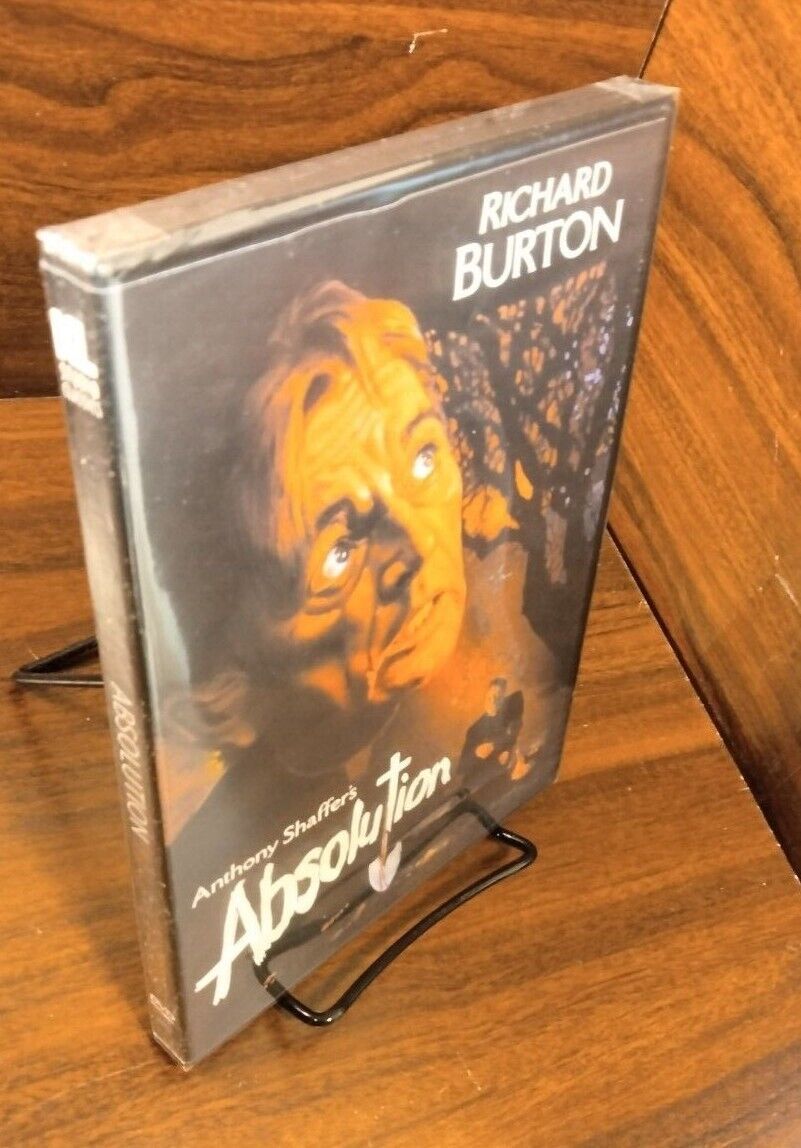 RICHARD
BURTON
Anthony Shaffer's
Absolution
ABSOLUTION